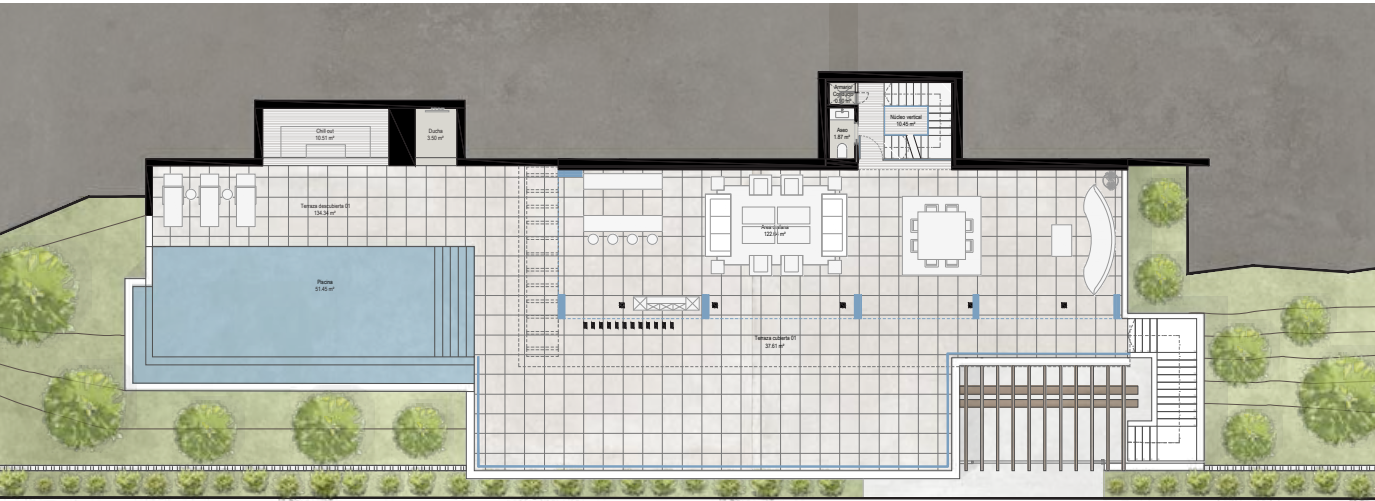 Chill out
10.51 m²
Ducha
3.50 m²
Armario
Núcleo vertical
10.45 m²
Aseo
1.87 m²
Terraza descubierta 01
134.34 m²
Piscina
51.45 m²
Terraza cubierta 01
37.61 m²